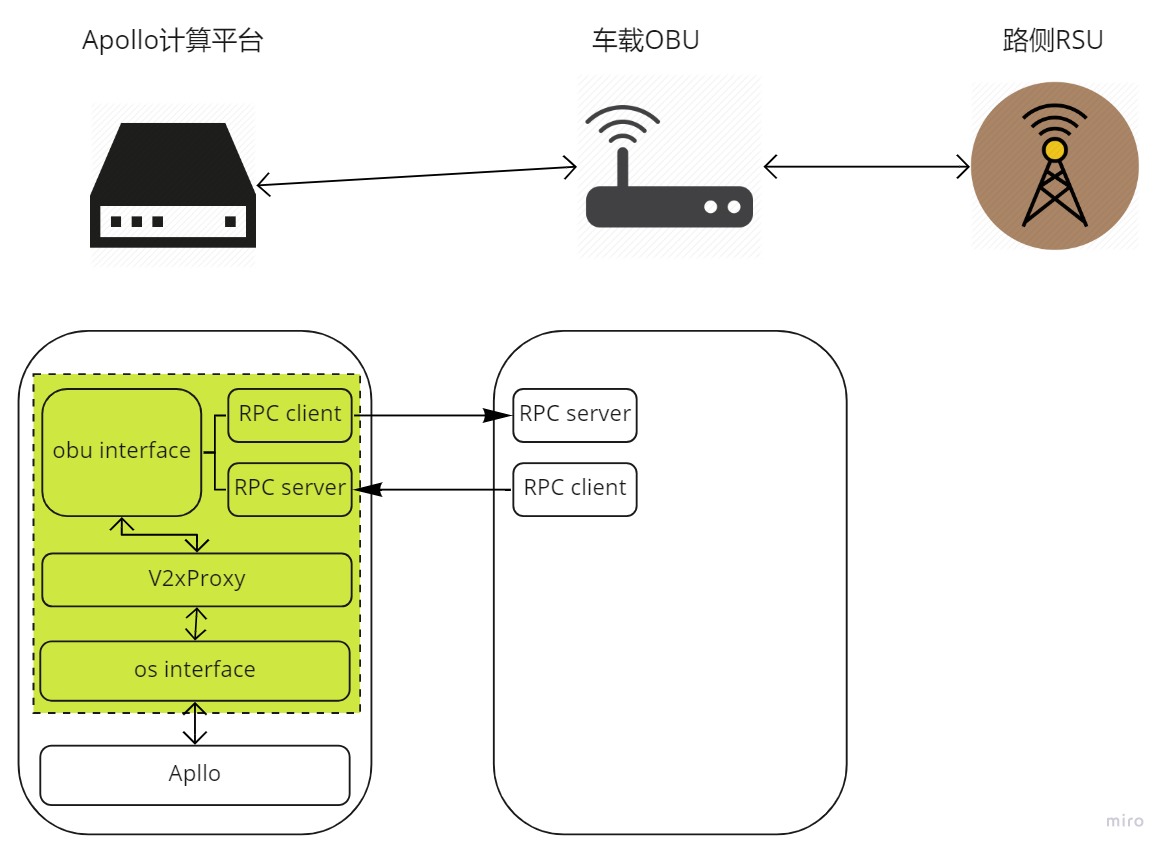 Apollo计算平台
车载OBU
路侧RSU
obu interface
RPC client
RPC server
RPC server
RPC client
V2xProxy
os interface
Apllo
miro